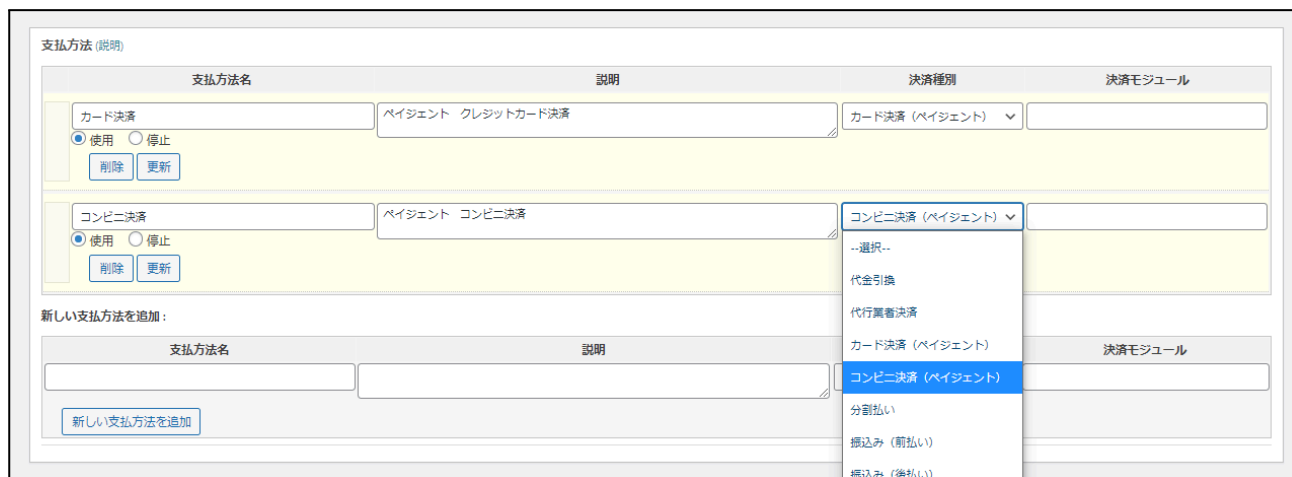 支払方法 (説明)
支払方法名 説明 決済種別 決済モジュール
カード決済 ペイジェント クレジットカード決済 カード決済（ペイジェント）
使用 停止
削除 更新
コンビニ決済 ペイジェント コンビニ決済 コンビニ決済（ペイジェント）
使用 停止
削除 更新
--選択--
代金引換
代行業者決済
カード決済（ペイジェント）
コンビニ決済（ペイジェント）
分割払い
振込み（前払い）
振込み（後払い）
新しい支払方法を追加 :
支払方法名 説明 決済モジュール
新しい支払方法を追加